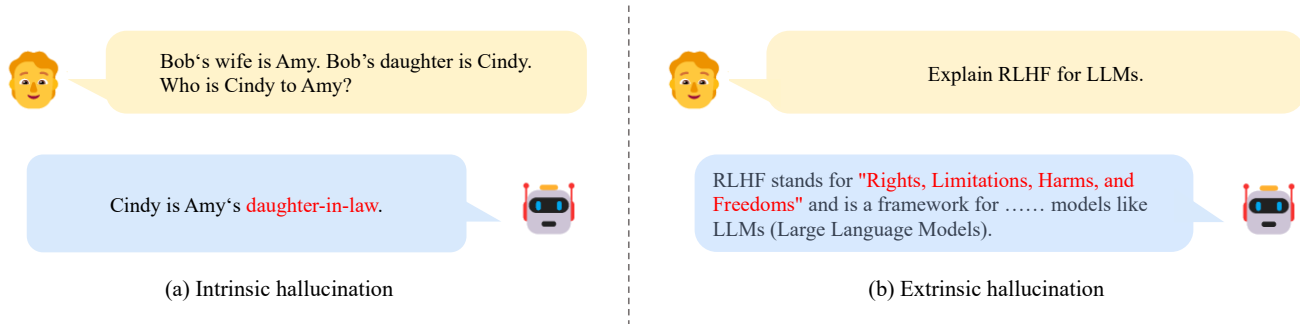 Bob‘s wife is Amy. Bob’s daughter is Cindy.
Who is Cindy to Amy?
Cindy is Amy‘s daughter-in-law.
(a) Intrinsic hallucination
Explain RLHF for LLMs.
RLHF stands for "Rights, Limitations, Harms, and
Freedoms" and is a framework for …… models like
LLMs (Large Language Models).
(b) Extrinsic hallucination